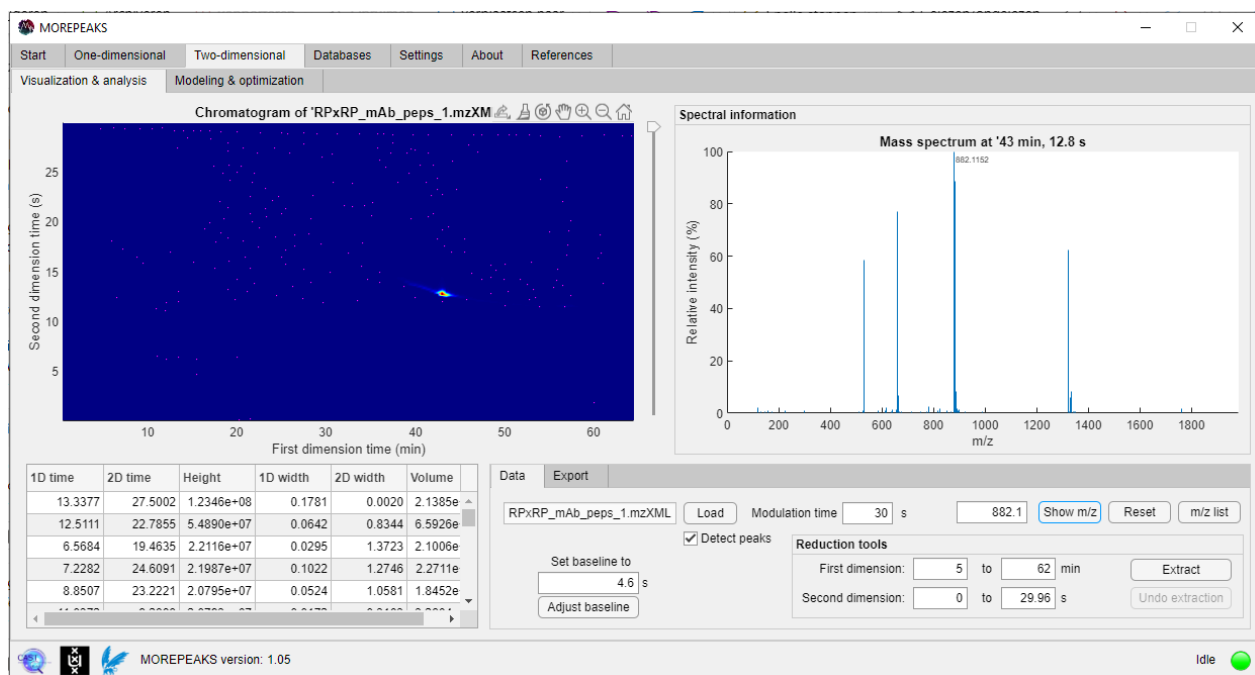 MOREPEAKS
Start One-dimensional Two-dimensional Databases Settings About References
Visualization & analysis Modeling & optimization
Chromatogram of 'RPxRP_mAb_peps_1.mzXM
Second dimension time (s)
25
20
15
10
5
10 20 30 40 50 60
First dimension time (min)
Spectral information
Mass spectrum at '43 min, 12.8 s
882.1152
Relative intensity (%)
100
80
60
40
20
0
0 200 400 600 800 1000 1200 1400 1600 1800
m/z
1D time 2D time Height 1D width 2D width Volume
13.3377 27.5002 1.2346e+08 0.1781 0.0020 2.1385e
12.5111 22.7855 5.4890e+07 0.0642 0.8344 6.5926e
6.5684 19.4635 2.2116e+07 0.0295 1.3723 2.1006e
7.2282 24.6091 2.1987e+07 0.1022 1.2746 2.2711e
8.8507 23.2221 2.0795e+07 0.0524 1.0581 1.8452e
Data Export
RPxRP_mAb_peps_1.mzXML Load Modulation time 30 s 882.1 Show m/z Reset m/z list
Detect peaks
Set baseline to
4.6 s
Adjust baseline
Reduction tools
First dimension: 5 to 62 min Extract
Second dimension: 0 to 29.96 s Undo extraction
MOREPEAKS version: 1.05
Idle